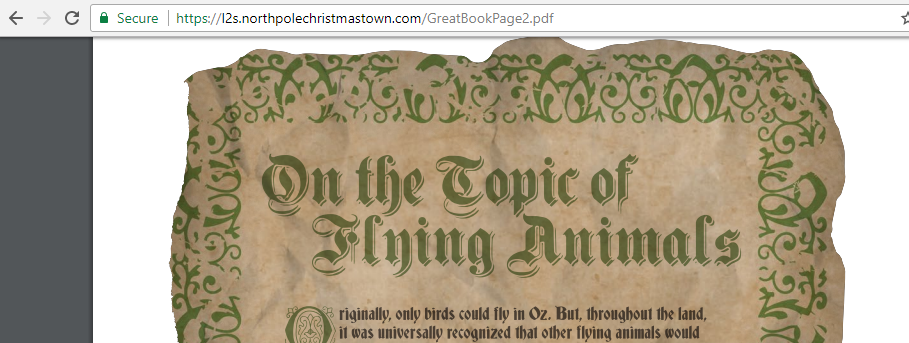 Secure | https://l2s.northpolechristmastown.com/GreatBookPage2.pdf
On the Topic of
Flying Animals
Originally, only birds could fly in Oz. But, throughout the land,
it was universally recognized that other flying animals would